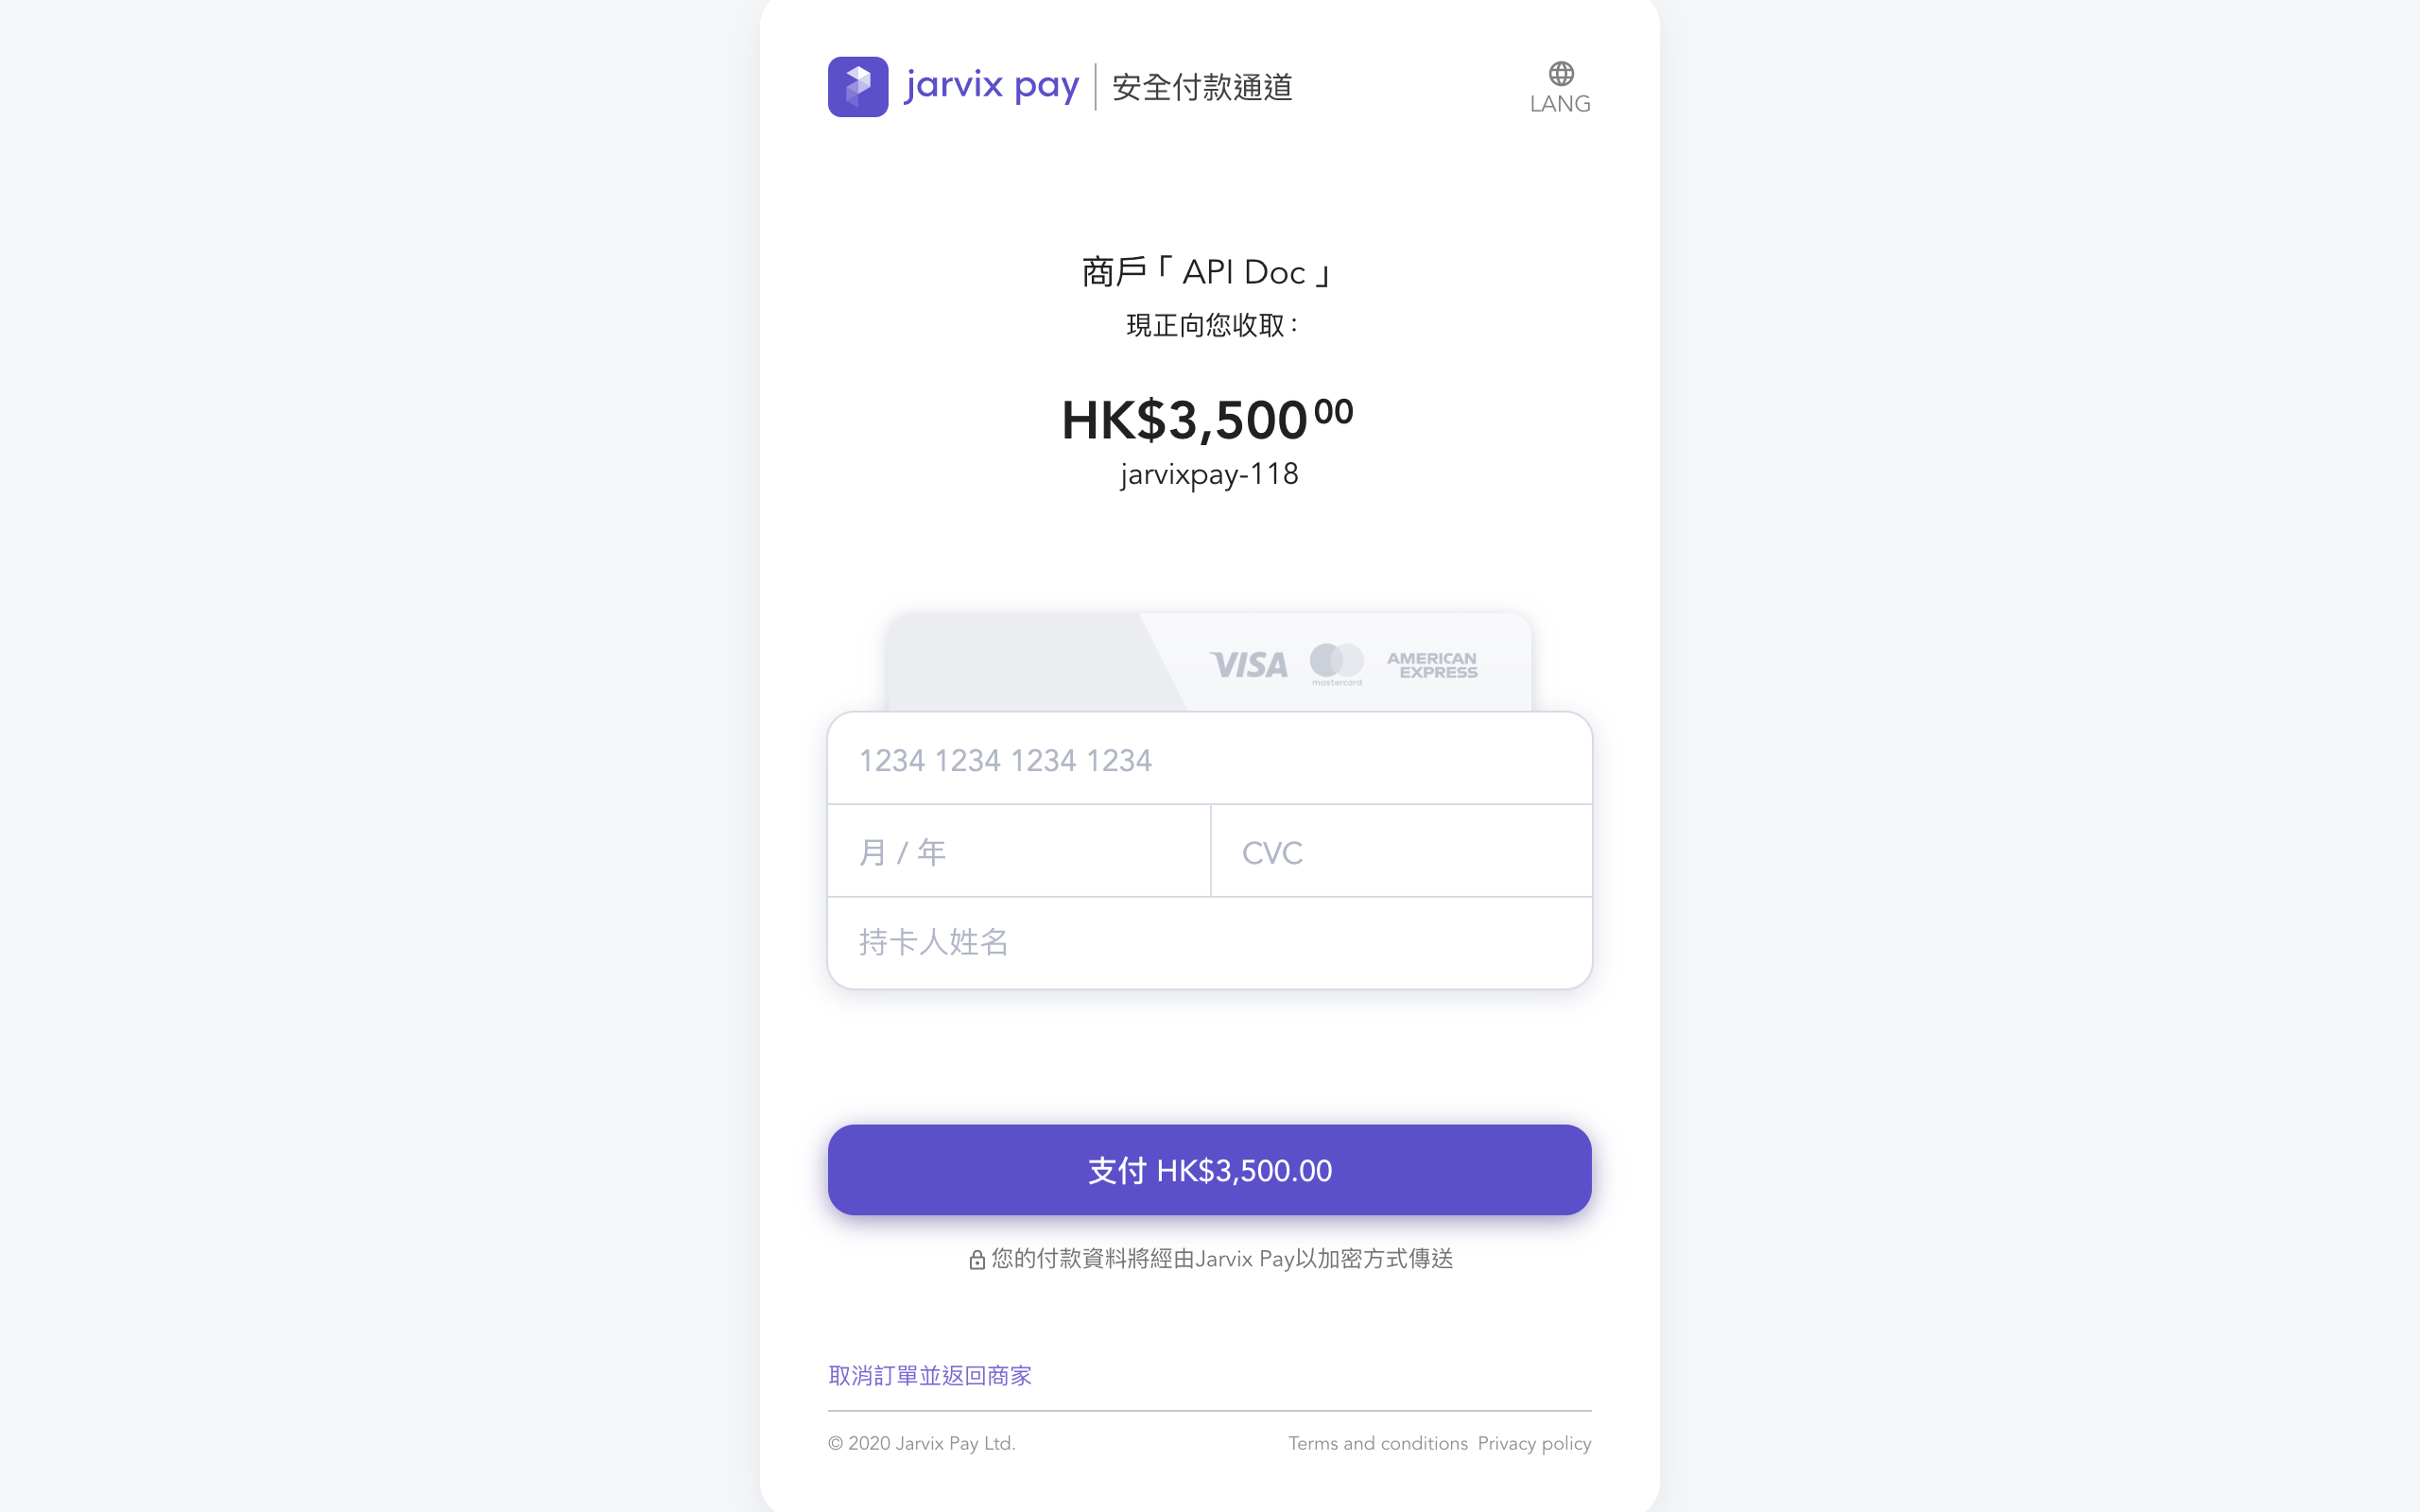 jarvix pay 安全付款通道
LANG
商戶「 API Doc 」
現正向您收取：
HK$3,500 00
jarvixpay-118
VISA mastercard AMERICAN EXPRESS
1234 1234 1234 1234
月 / 年 CVC
持卡人姓名
支付 HK$3,500.00
您的付款資料將經由Jarvix Pay以加密方式傳送
取消訂單並返回商家
© 2020 Jarvix Pay Ltd. Terms and conditions Privacy policy